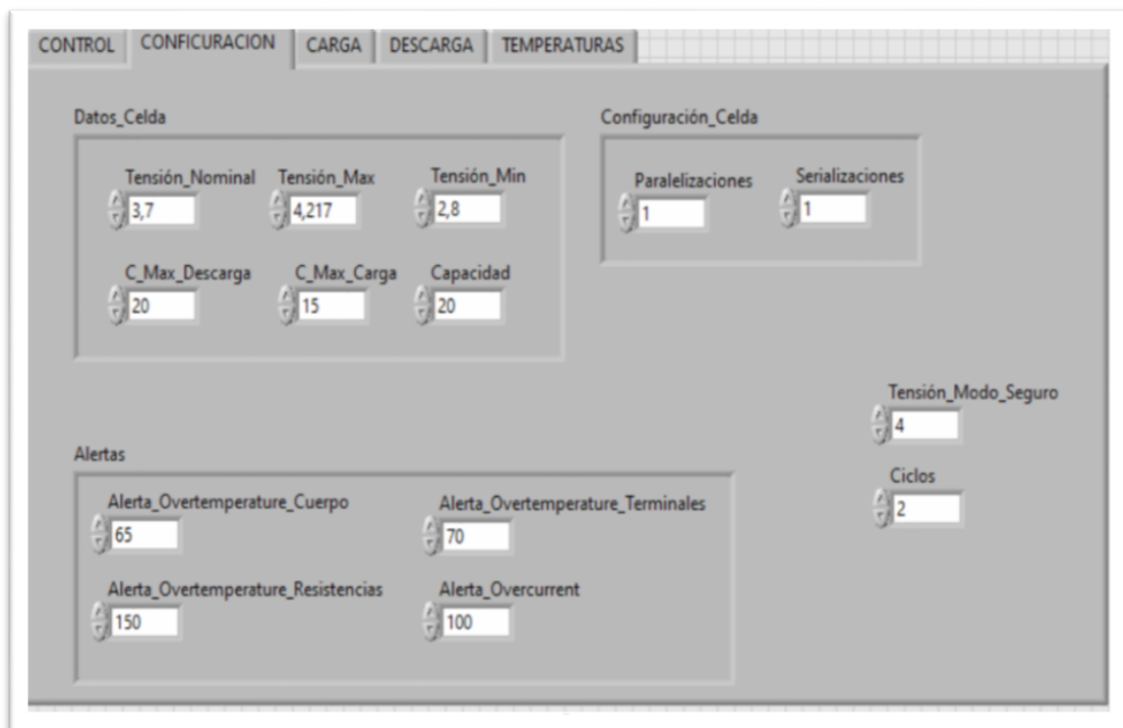 CONTROL CONFICURACION CARGA DESCARGA TEMPERATURAS
Datos_Celda
Tensión_Nominal Tensión_Max Tensión_Min
3,7 4,217 2,8
C_Max_Descarga C_Max_Carga Capacidad
20 15 20
Configuración_Celda
Paralelizaciones Serializaciones
1 1
Tensión_Modo_Seguro
4
Ciclos
2
Alertas
Alerta_Overtemperature_Cuerpo Alerta_Overtemperature_Terminales
65 70
Alerta_Overtemperature_Resistencias Alerta_Overcurrent
150 100